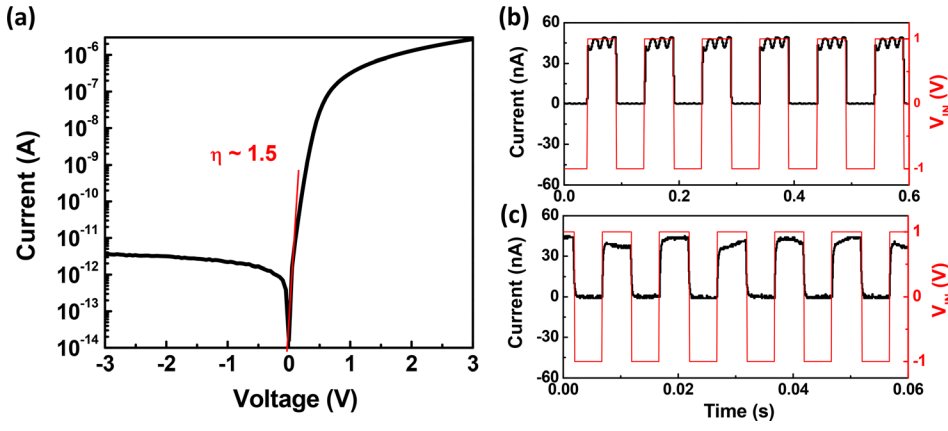 (a)
10⁻⁶
10⁻⁷
10⁻⁸
10⁻⁹
10⁻¹⁰
10⁻¹¹
10⁻¹²
10⁻¹³
10⁻¹⁴
Current (A)
η ~ 1.5
-3 -2 -1 0 1 2 3
Voltage (V)
(b)
60
30
0
-30
-60
Current (nA)
1
0
-1
V_IN (V)
0.0 0.2 0.4 0.6
(c)
60
30
0
-30
-60
Current (nA)
1
0
-1
V_IN (V)
0.00 0.02 0.04 0.06
Time (s)